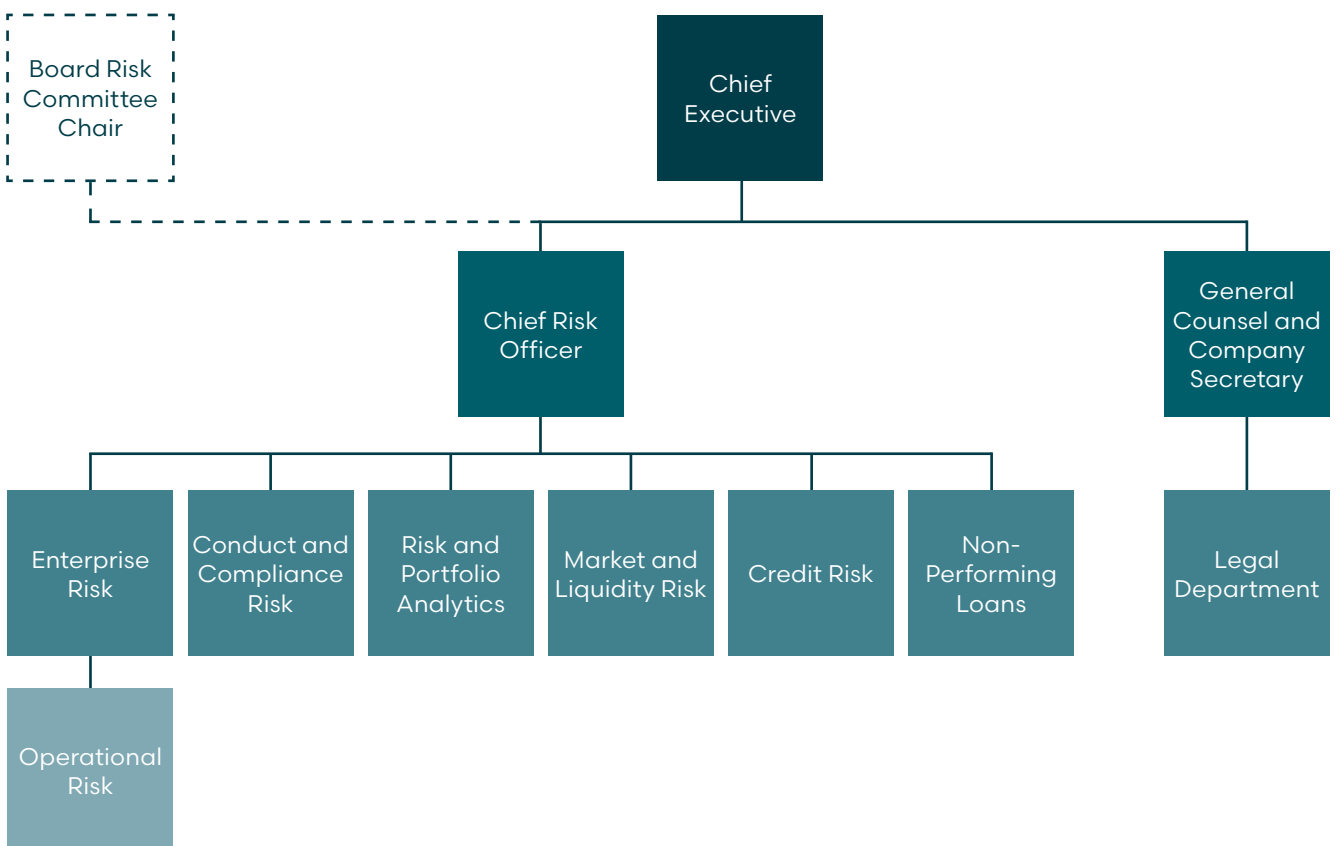 Board Risk
Committee
Chair
Chief
Executive
Chief Risk
Officer
General
Counsel and
Company
Secretary
Enterprise
Risk
Conduct and
Compliance
Risk
Risk and
Portfolio
Analytics
Market and
Liquidity Risk
Credit Risk
Non-
Performing
Loans
Legal
Department
Operational
Risk